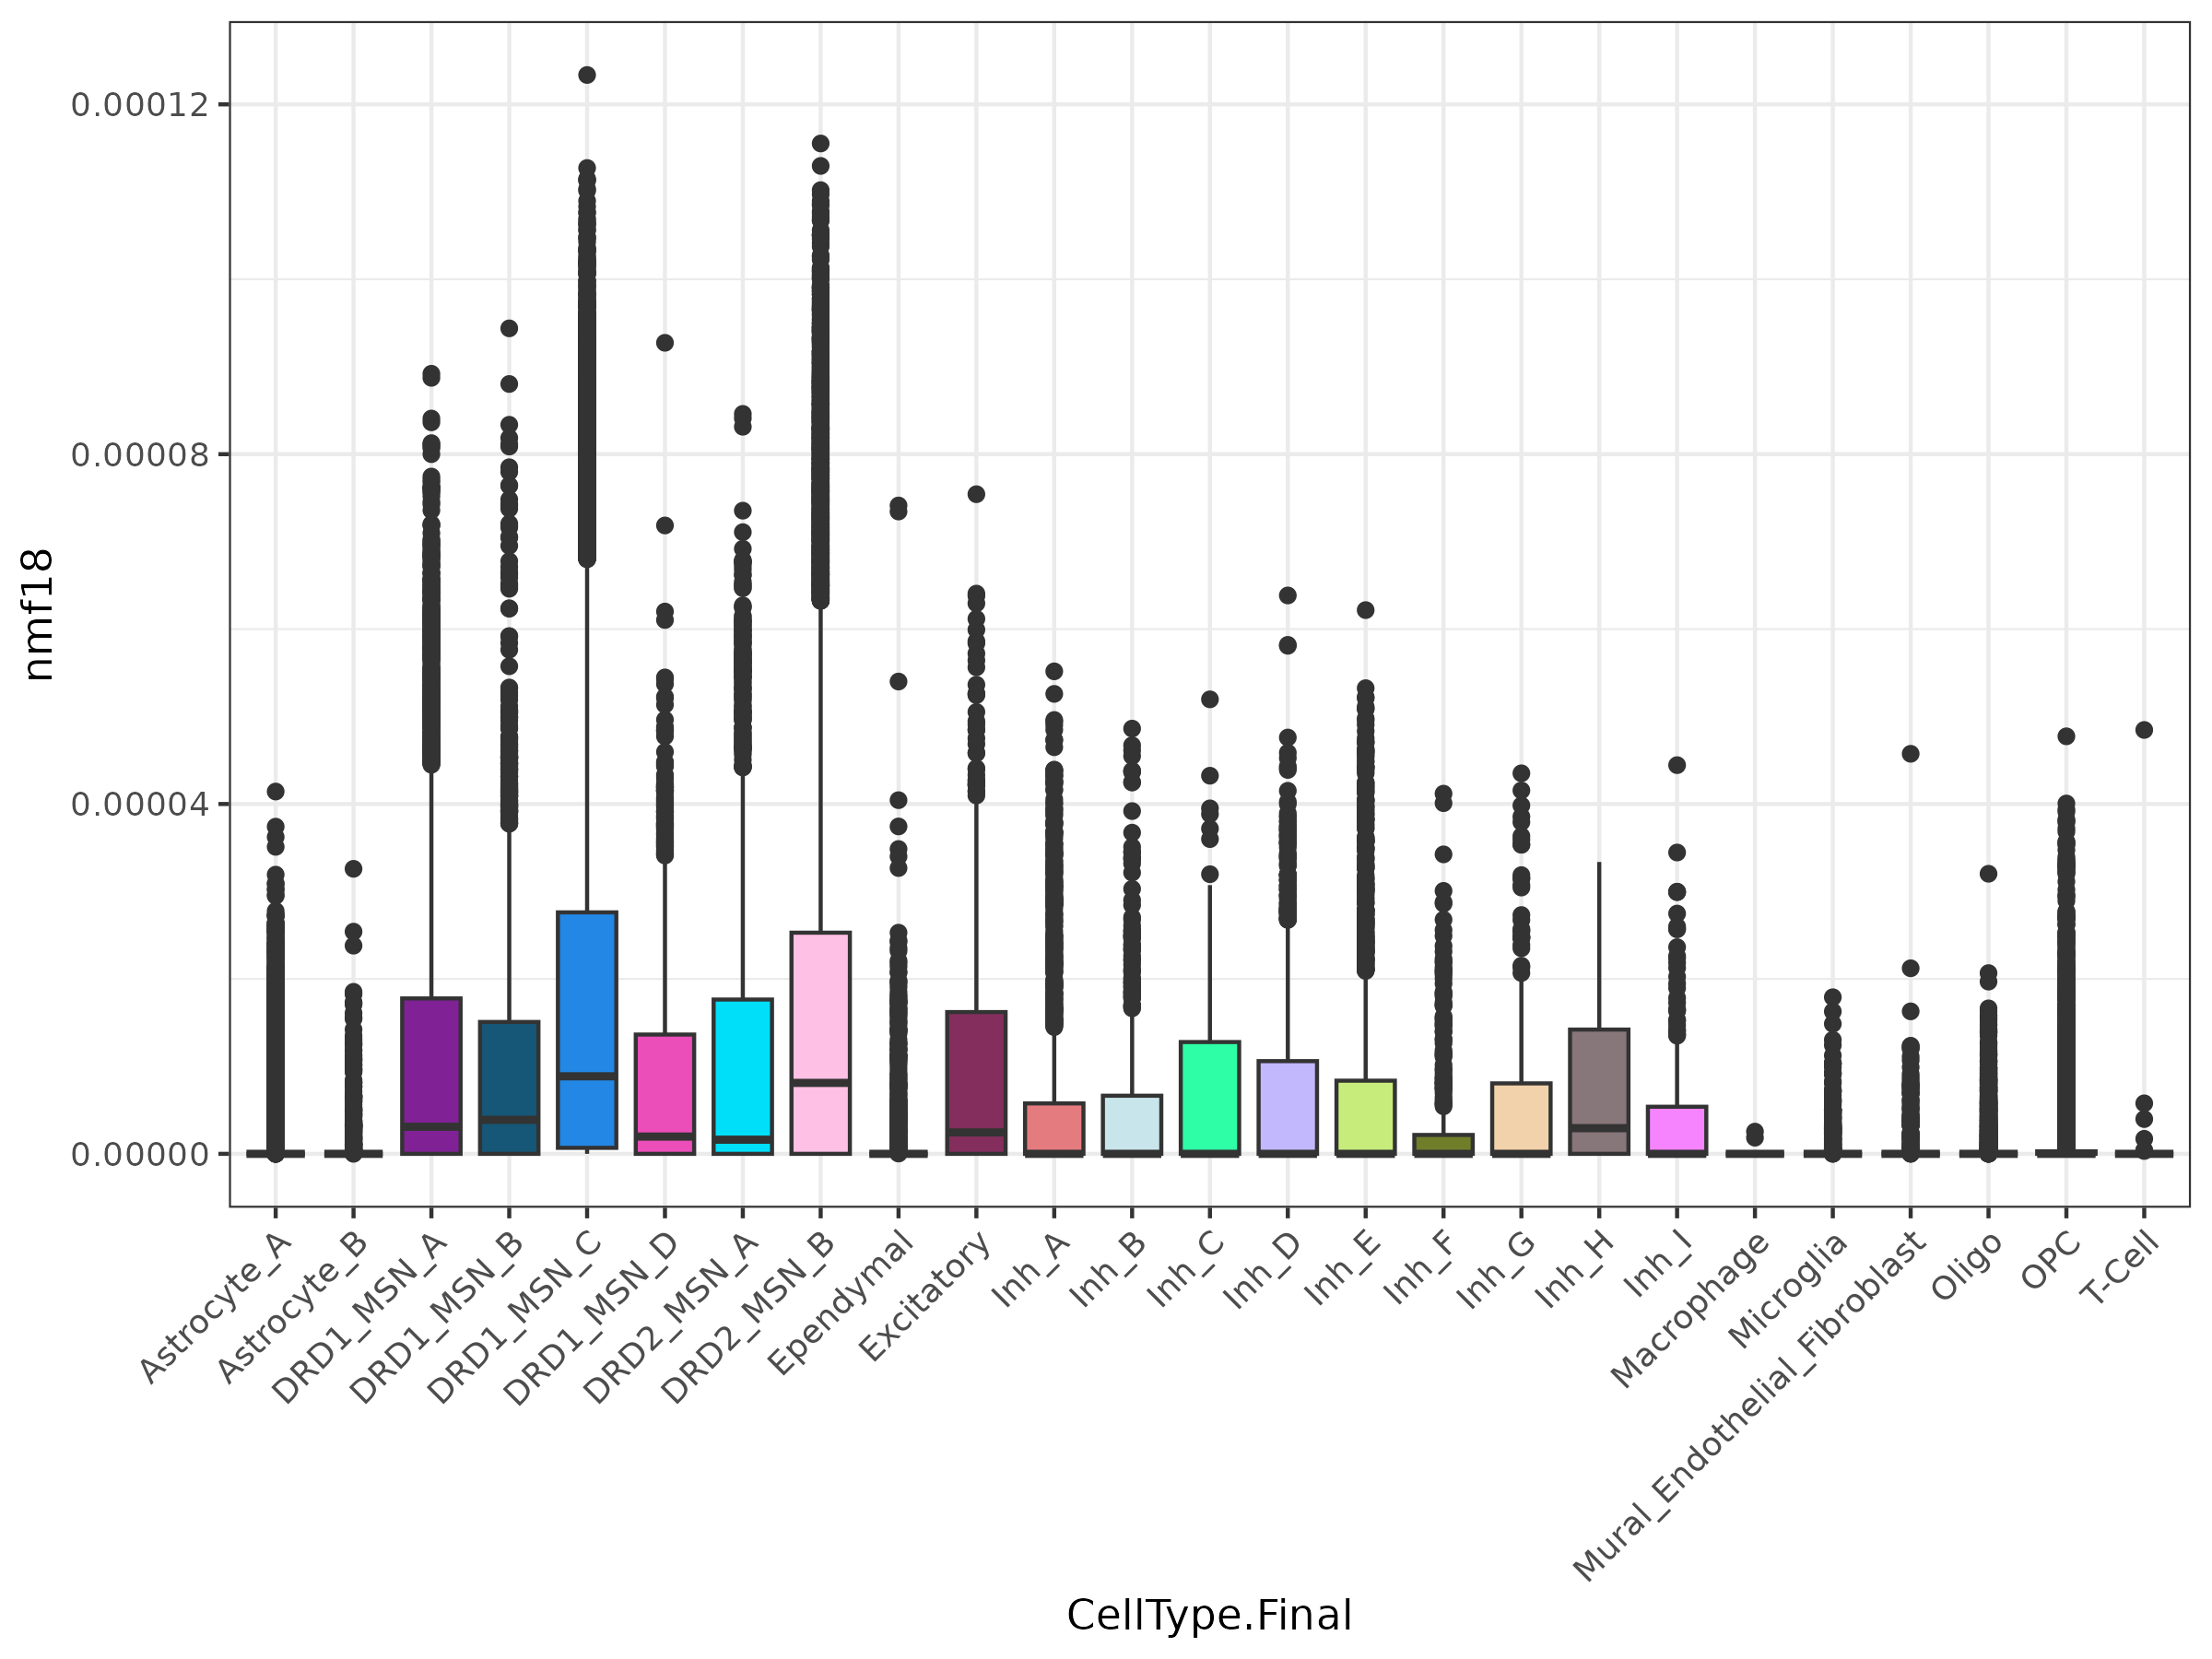 nmf18
0.00012
0.00008
0.00004
0.00000
Astrocyte_A
Astrocyte_B
DRD1_MSN_A
DRD1_MSN_B
DRD1_MSN_C
DRD1_MSN_D
DRD2_MSN_A
DRD2_MSN_B
Ependymal
Excitatory
Inh_A
Inh_B
Inh_C
Inh_D
Inh_E
Inh_F
Inh_G
Inh_H
Inh_I
Macrophage
Microglia
Mural_Endothelial_Fibroblast
Oligo
OPC
T-Cell
CellType.Final